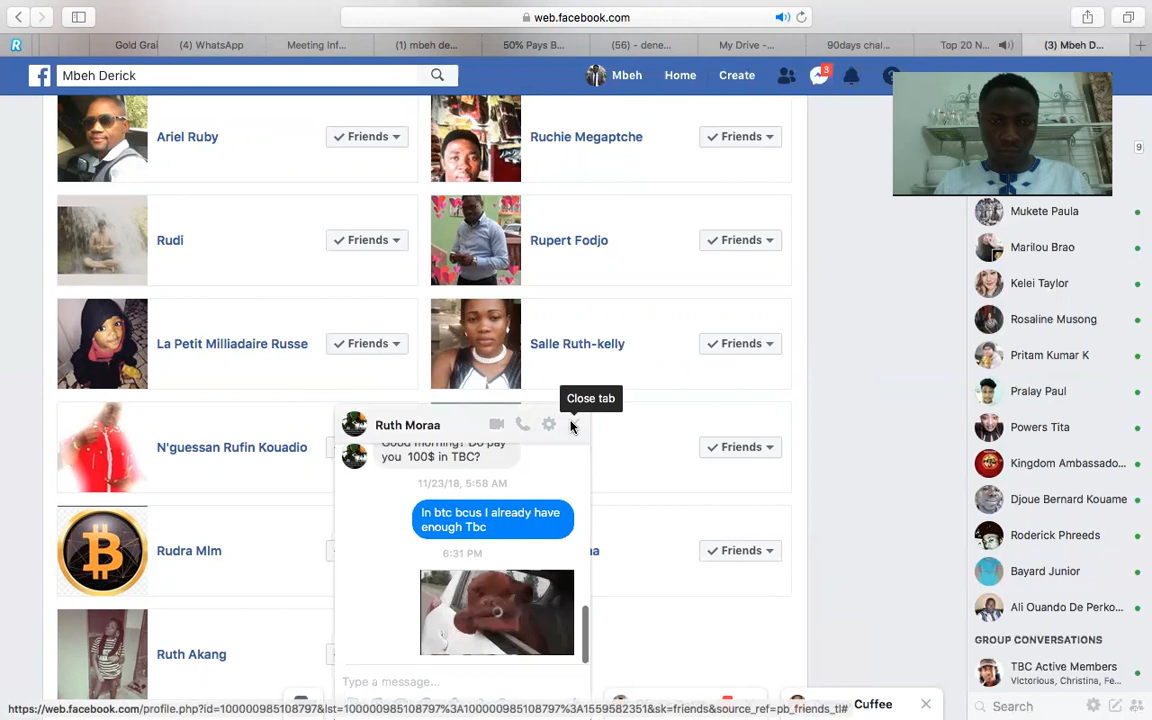 web.facebook.com
R
Gold Grai
(4) WhatsApp
Meeting Inf...
(1) mbeh de...
50% Pays B...
(56) - dene...
My Drive -...
90days chal...
Top 20 N...
(3) Mbeh D...
Mbeh Derick
Mbeh
Home
Create
3
Ariel Ruby
Friends
Ruchie Megaptche
Friends
9
Rudi
Friends
Rupert Fodjo
Friends
La Petit Milliadaire Russe
Friends
Salle Ruth-kelly
Friends
N'guessan Rufin Kouadio
Friends
Rudra Mlm
Friends
Ruth Akang
Close tab
Ruth Moraa
Good morning? Do pay
you 100$ in TBC?
11/23/18, 5:58 AM
In btc bcus I already have
enough Tbc
6:31 PM
Type a message...
Mukete Paula
Marilou Brao
Kelei Taylor
Rosaline Musong
Pritam Kumar K
Pralay Paul
Powers Tita
Kingdom Ambassado...
Djoue Bernard Kouame
Roderick Phreeds
Bayard Junior
Ali Ouando De Perko...
GROUP CONVERSATIONS
TBC Active Members
Victorious, Christina, Fe...
Search
Cuffee
https://web.facebook.com/profile.php?id=100000985108797&lst=100000985108797%3A100000985108797%3A1559582351&sk=friends&source_ref=pb_friends_tl#